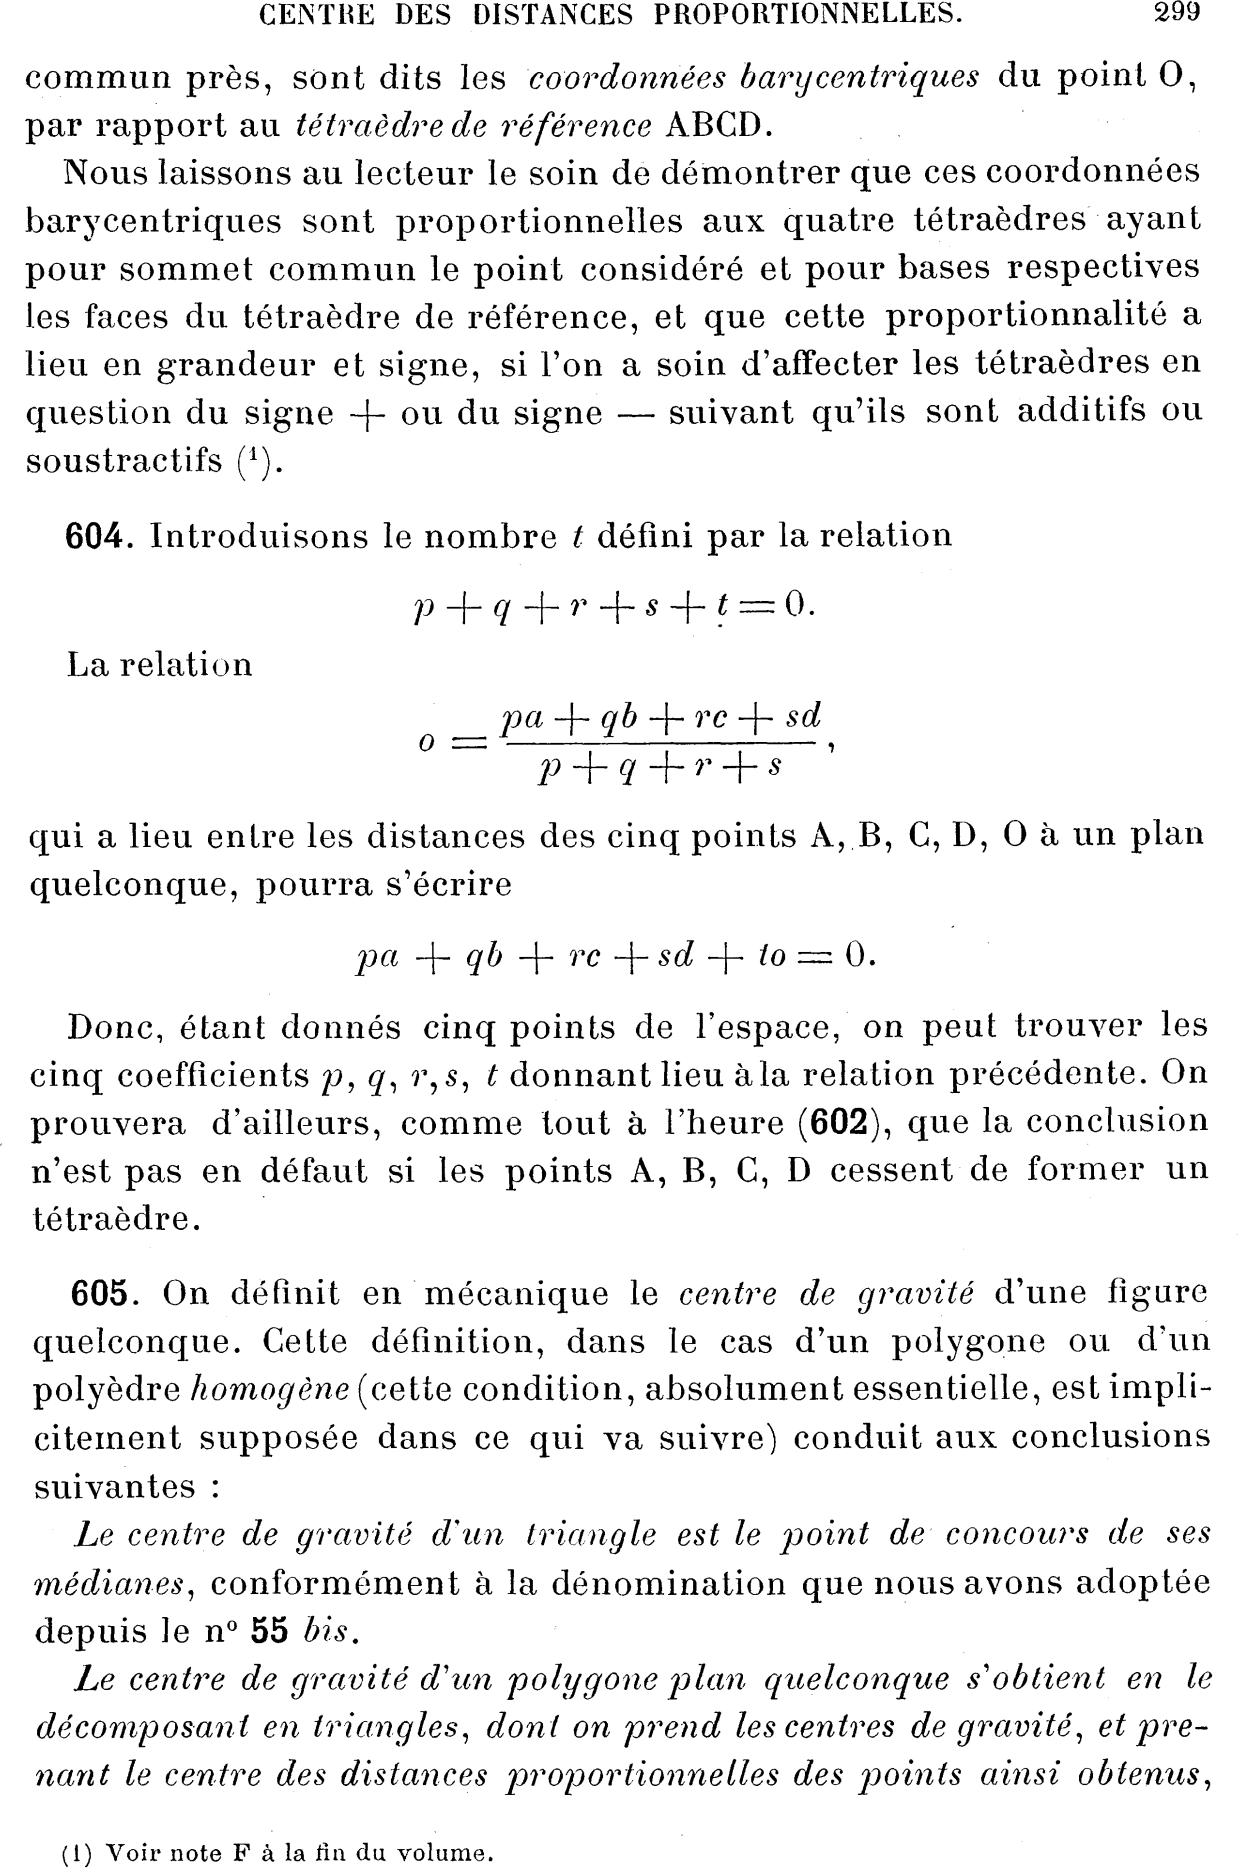 CENTRE DES DISTANCES PROPORTIONNELLES. 299
commun près, sont dits les coordonnées barycentriques du point O,
par rapport au tétraèdre de référence ABCD.
Nous laissons au lecteur le soin de démontrer que ces coordonnées
barycentriques sont proportionnelles aux quatre tétraèdres ayant
pour sommet commun le point considéré et pour bases respectives
les faces du tétraèdre de référence, et que cette proportionnalité a
lieu en grandeur et signe, si l'on a soin d'affecter les tétraèdres en
question du signe + ou du signe — suivant qu'ils sont additifs ou
soustractifs (¹).
604. Introduisons le nombre t défini par la relation
p + q + r + s + t = 0.
La relation
o = (pa + qb + rc + sd) / (p + q + r + s),
qui a lieu entre les distances des cinq points A, B, C, D, O à un plan
quelconque, pourra s'écrire
pa + qb + rc + sd + to = 0.
Donc, étant donnés cinq points de l'espace, on peut trouver les
cinq coefficients p, q, r, s, t donnant lieu à la relation précédente. On
prouvera d'ailleurs, comme tout à l'heure (602), que la conclusion
n'est pas en défaut si les points A, B, C, D cessent de former un
tétraèdre.
605. On définit en mécanique le centre de gravité d'une figure
quelconque. Cette définition, dans le cas d'un polygone ou d'un
polyèdre homogène (cette condition, absolument essentielle, est impli-
citement supposée dans ce qui va suivre) conduit aux conclusions
suivantes :
Le centre de gravité d'un triangle est le point de concours de ses
médianes, conformément à la dénomination que nous avons adoptée
depuis le nº 55 bis.
Le centre de gravité d'un polygone plan quelconque s'obtient en le
décomposant en triangles, dont on prend les centres de gravité, et pre-
nant le centre des distances proportionnelles des points ainsi obtenus,
(1) Voir note F à la fin du volume.